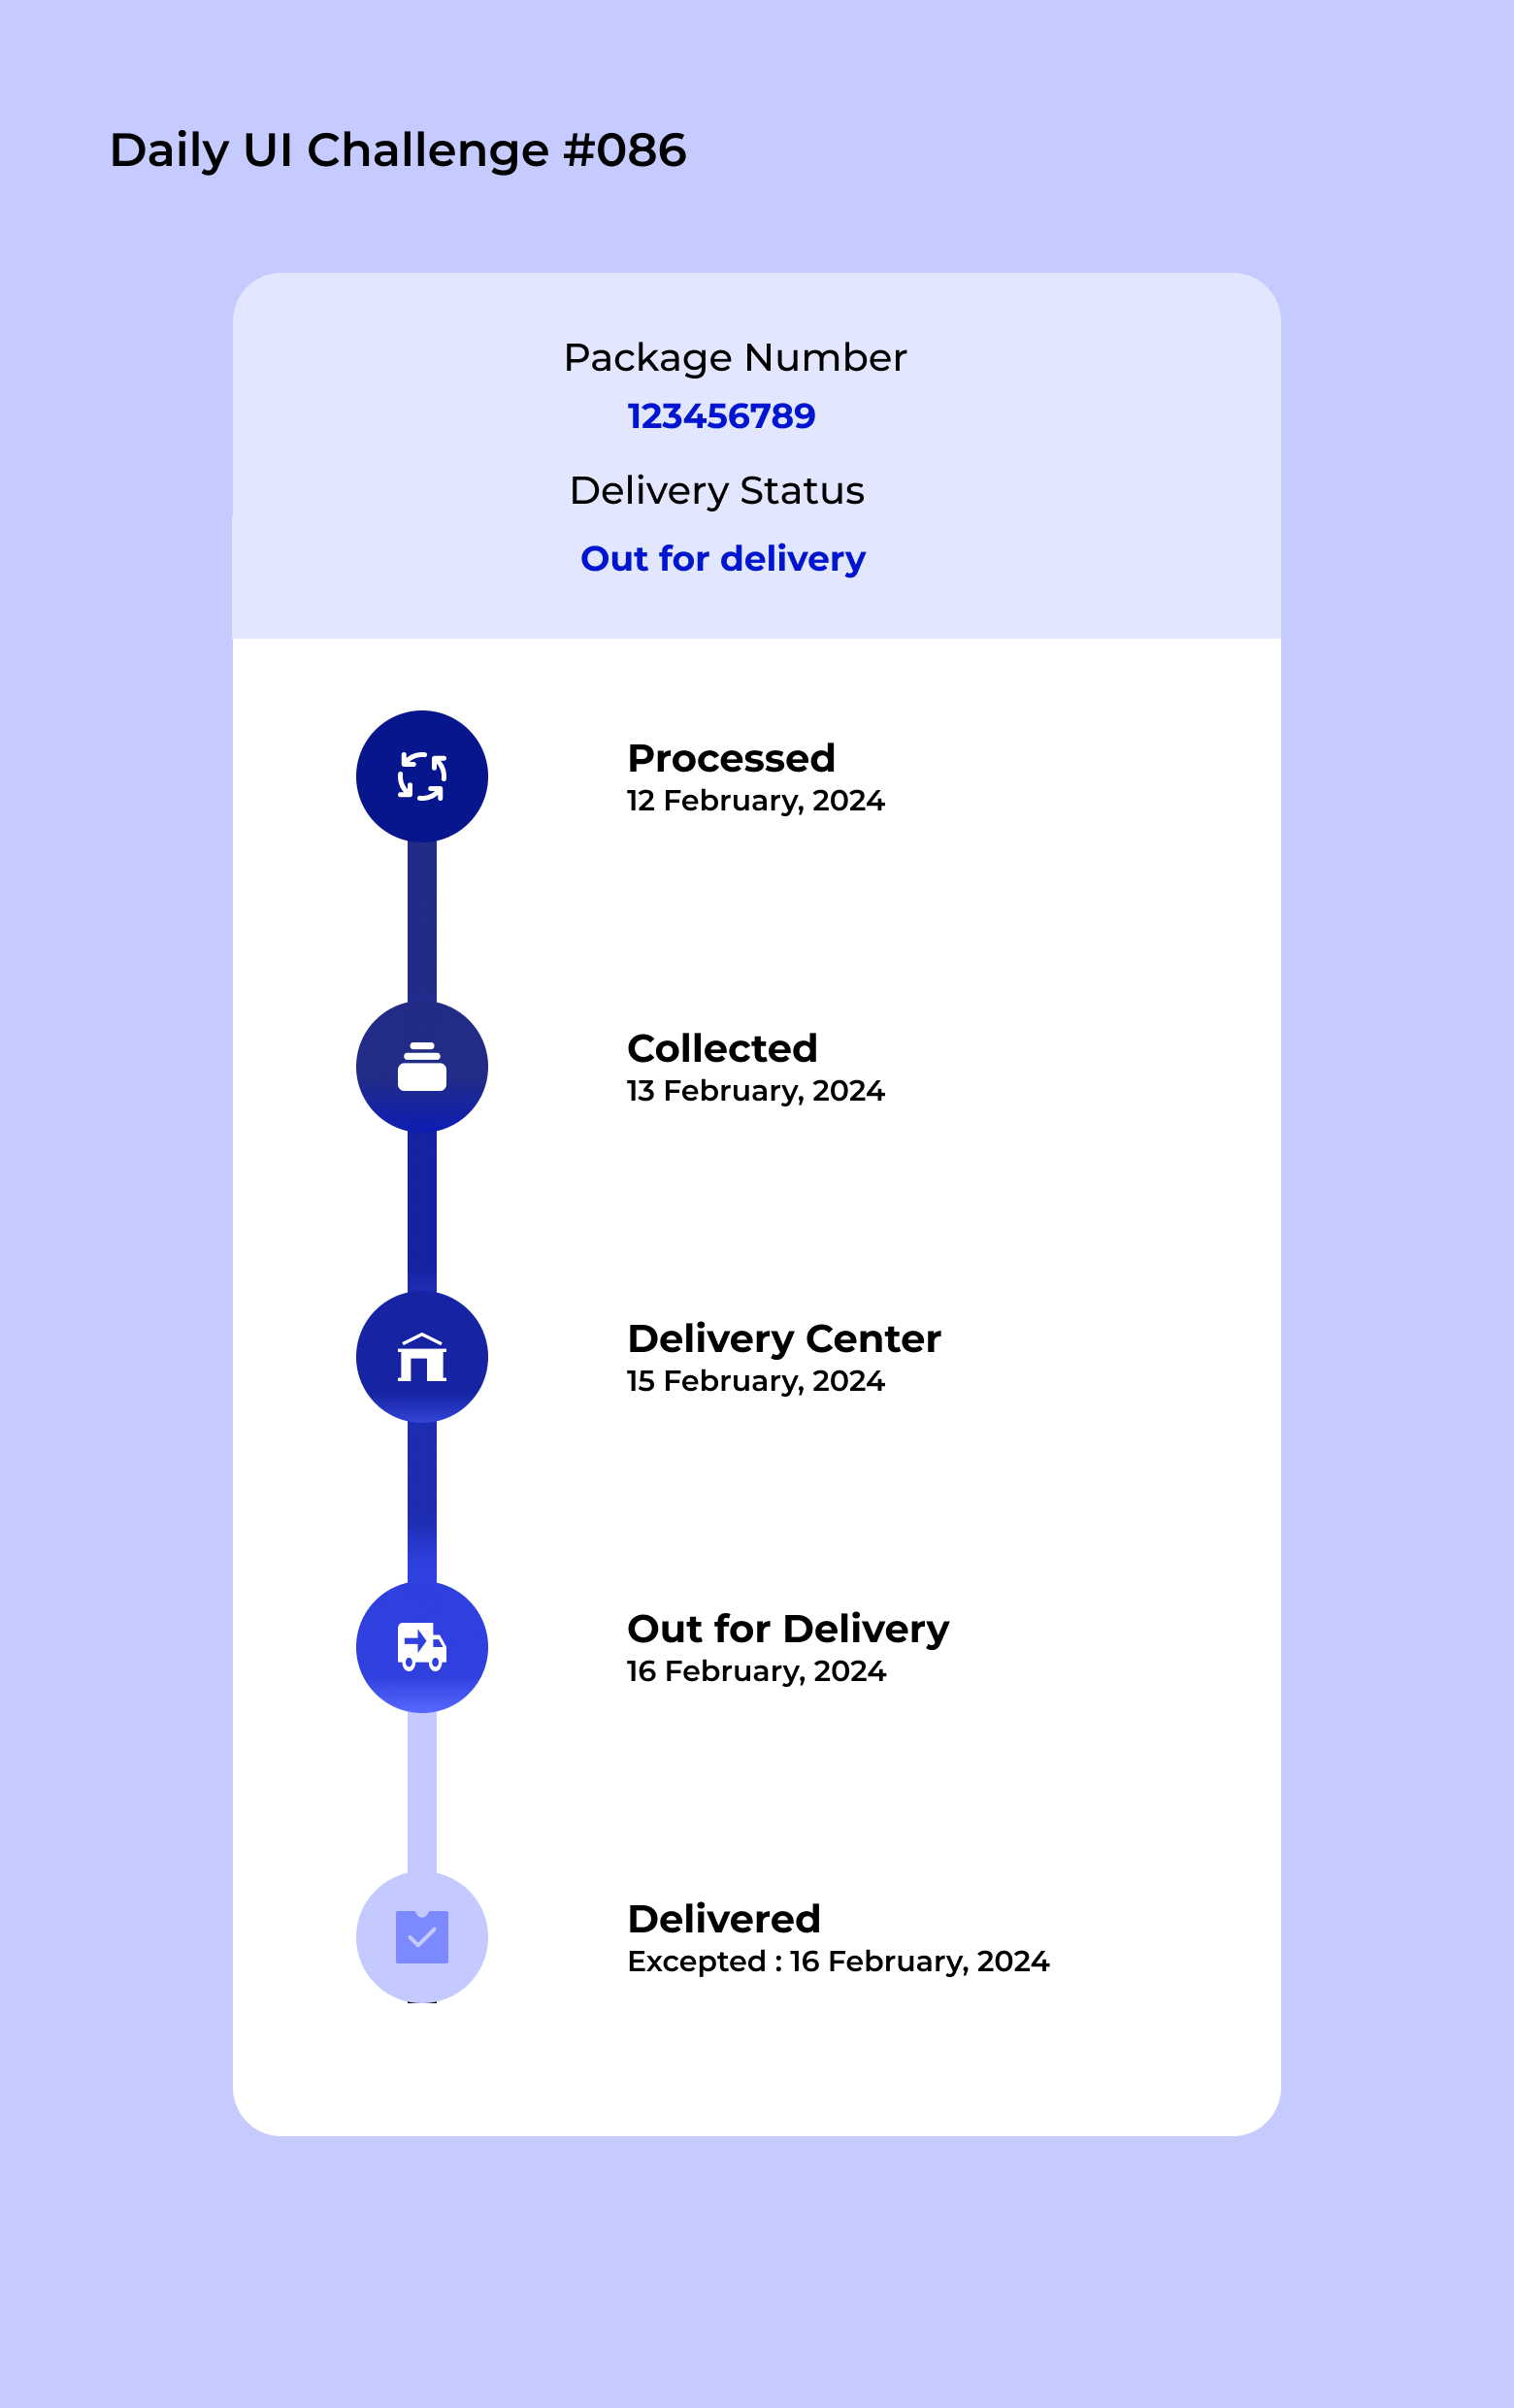 Daily UI Challenge #086
Package Number
123456789
Delivery Status
Out for delivery
Processed
12 February, 2024
Collected
13 February, 2024
Delivery Center
15 February, 2024
Out for Delivery
16 February, 2024
Delivered
Excepted : 16 February, 2024